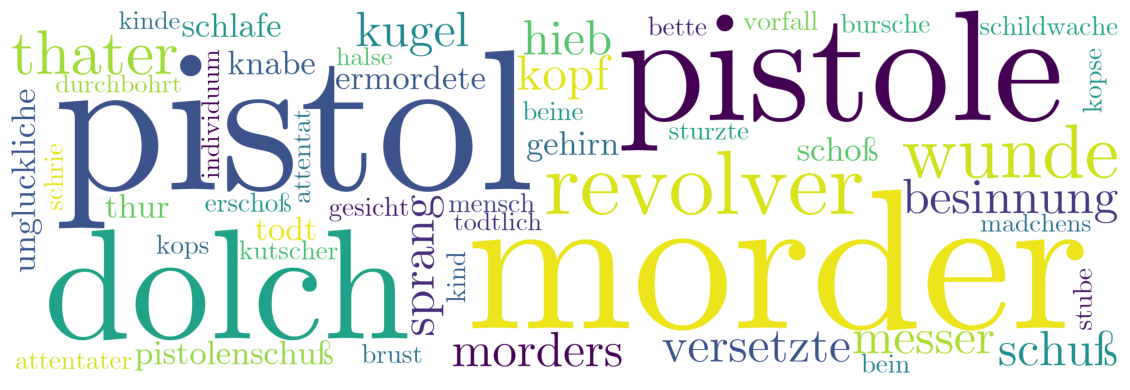 kinde
schlafe
kugel
hieb
bette
vorfall
bursche
schildwache
thater
durchbohrt
individuum
knabe
halse
ermordete
kopf
pistole
kopse
pistol
beine
sturzte
ungluckliche
schrie
attentat
gehirn
schoß
wunde
thur
erschoß
gesicht
mensch
revolver
besinnung
todt
todtlich
madchens
kops
kutscher
sprang
dolch
kind
morder
stube
attentater
pistolenschuß
brust
morders
versetzte
messer
bein
schuß